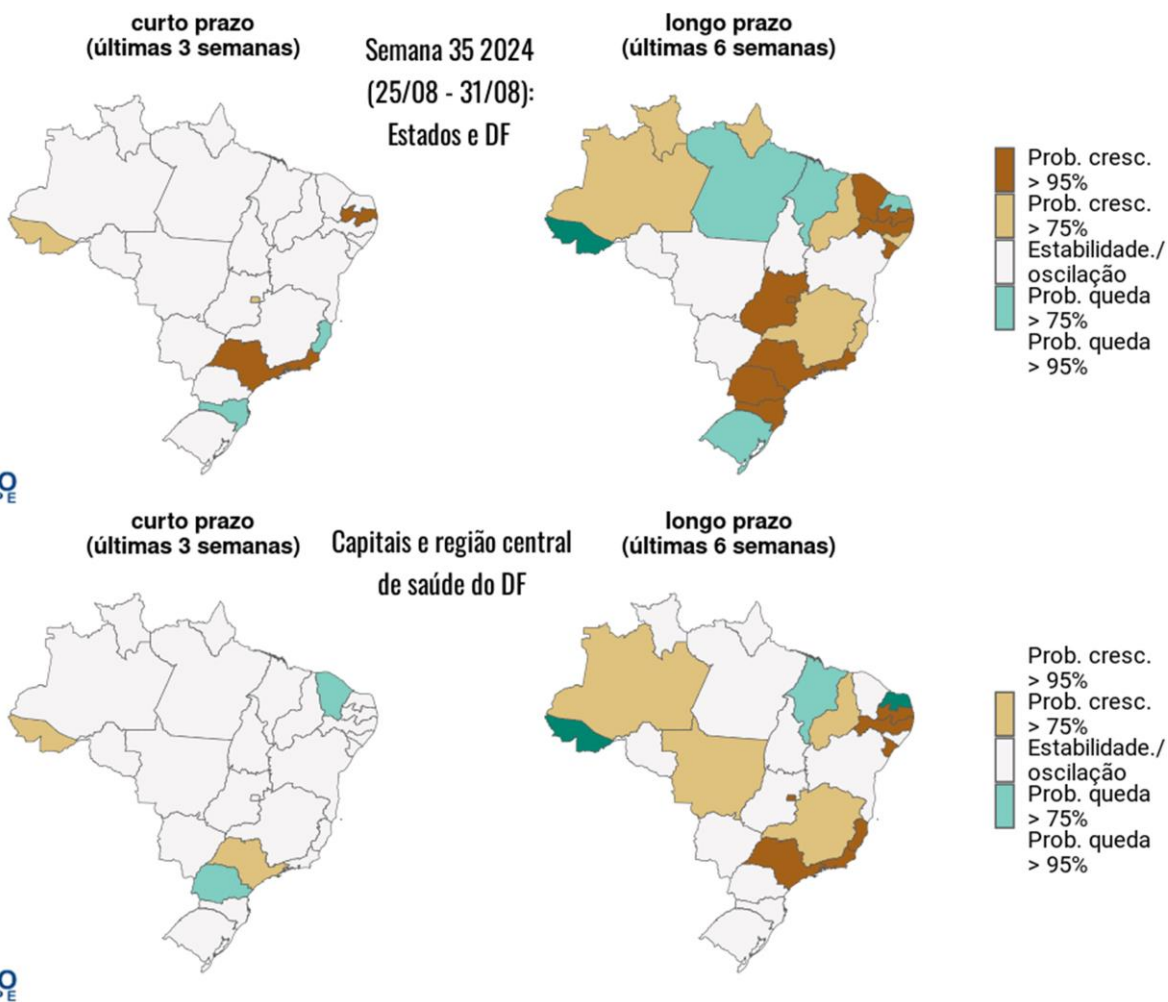 curto prazo
(últimas 3 semanas)
Semana 35 2024
(25/08 - 31/08):
Estados e DF
longo prazo
(últimas 6 semanas)
Prob. cresc.
> 95%
Prob. cresc.
> 75%
Estabilidade./
oscilação
Prob. queda
> 75%
Prob. queda
> 95%
O
PE
curto prazo
(últimas 3 semanas)
Capitais e região central
de saúde do DF
longo prazo
(últimas 6 semanas)
Prob. cresc.
> 95%
Prob. cresc.
> 75%
Estabilidade./
oscilação
Prob. queda
> 75%
Prob. queda
> 95%
O
PE